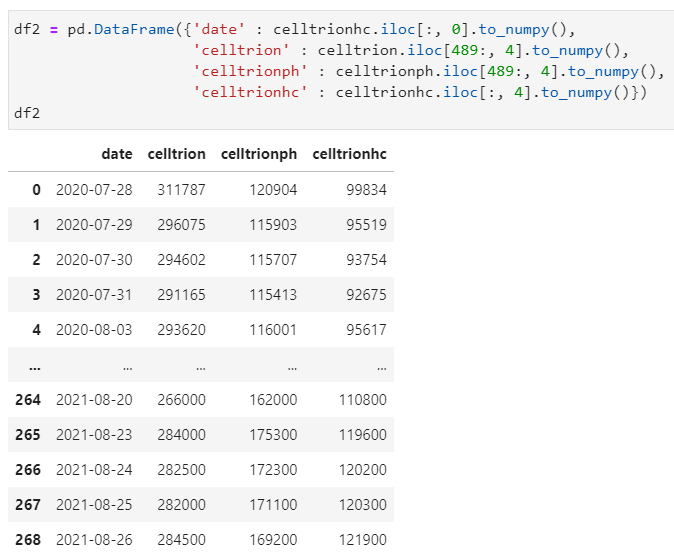 df2 = pd.DataFrame({'date' : celltrionhc.iloc[:, 0].to_numpy(),
'celltrion' : celltrion.iloc[489:, 4].to_numpy(),
'celltrionph' : celltrionph.iloc[489:, 4].to_numpy(),
'celltrionhc' : celltrionhc.iloc[:, 4].to_numpy()})
df2
date celltrion celltrionph celltrionhc
0 2020-07-28 311787 120904 99834
1 2020-07-29 296075 115903 95519
2 2020-07-30 294602 115707 93754
3 2020-07-31 291165 115413 92675
4 2020-08-03 293620 116001 95617
... ... ... ... ...
264 2021-08-20 266000 162000 110800
265 2021-08-23 284000 175300 119600
266 2021-08-24 282500 172300 120200
267 2021-08-25 282000 171100 120300
268 2021-08-26 284500 169200 121900